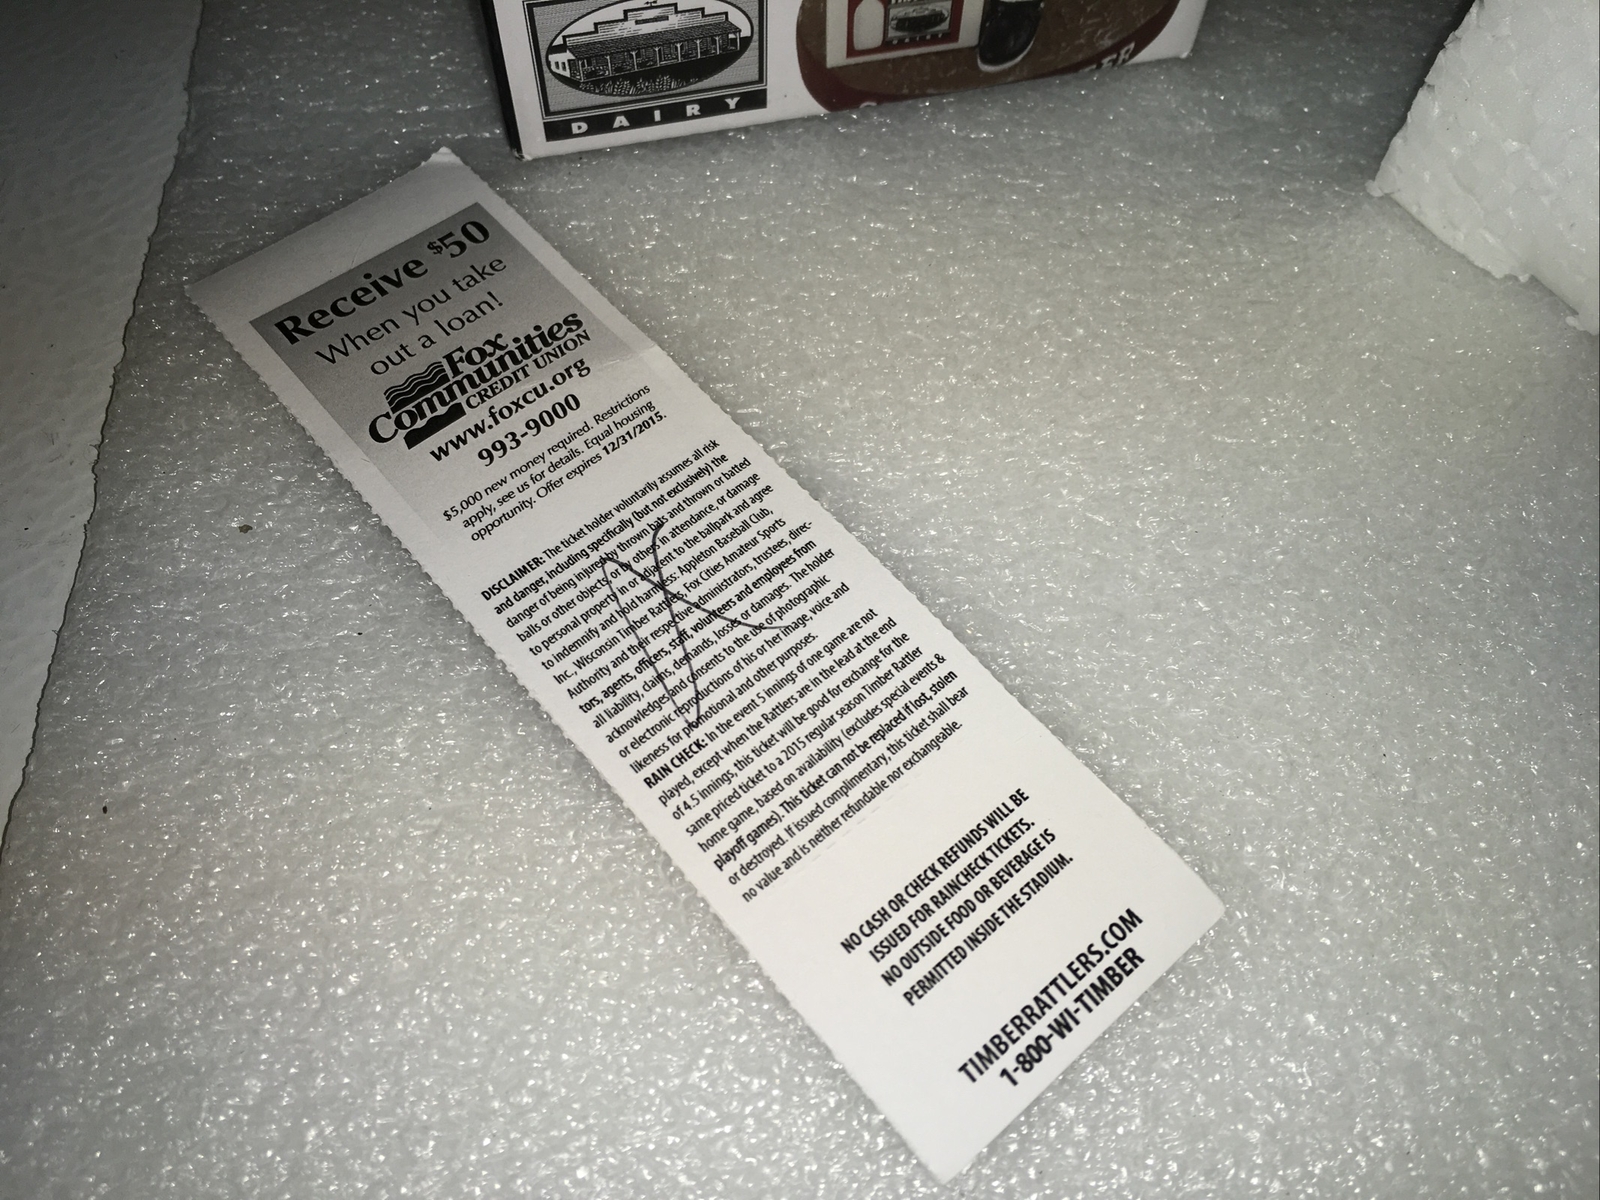 DAIRY
Receive $50
When you take
out a loan!
Fox
Communities
CREDIT UNION
www.foxcu.org
993-9000
$5,000 new money required. Restrictions
apply, see us for details. Equal housing
opportunity. Offer expires 12/31/2015.
DISCLAIMER: The ticket holder voluntarily assumes all risk
and danger, including specifically (but not exclusively) the
danger of being injured by thrown bats and thrown or batted
balls or other objects, or by others in attendance, or damage
to personal property in or adjacent to the ballpark and agree
to indemnify and hold harmless: Appleton Baseball Club,
Inc., Wisconsin Timber Rattlers, Fox Cities Amateur Sports
Authority and their respective administrators, trustees, direc-
tors, agents, officers, staff, volunteers and employees from
all liability, claims, demands, losses or damages. The holder
acknowledges and consents to the use of photographic
or electronic reproductions of his or her image, voice and
likeness for promotional and other purposes.
RAIN CHECK: In the event 5 innings of one game are not
played, except when the Rattlers are in the lead at the end
of 4.5 innings, this ticket will be good for exchange for the
same priced ticket to a 2015 regular season Timber Rattler
home game, based on availability (excludes special events &
playoff games). This ticket can not be replaced if lost, stolen
or destroyed. If issued complimentary, this ticket shall bear
no value and is neither refundable nor exchangeable.
NO CASH OR CHECK REFUNDS WILL BE
ISSUED FOR RAINCHECK TICKETS.
NO OUTSIDE FOOD OR BEVERAGE IS
PERMITTED INSIDE THE STADIUM.
TIMBERRATTLERS.COM
1-800-WI-TIMBER